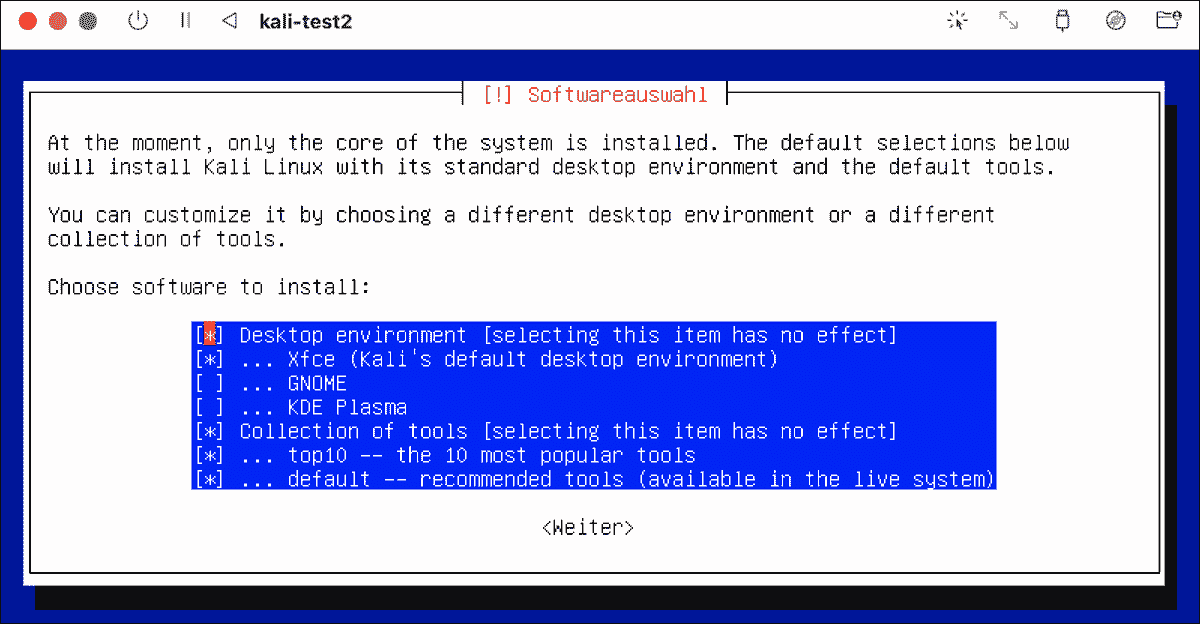 kali-test2
[!] Softwareauswahl
At the moment, only the core of the system is installed. The default selections below
will install Kali Linux with its standard desktop environment and the default tools.
You can customize it by choosing a different desktop environment or a different
collection of tools.
Choose software to install:
[*] Desktop environment [selecting this item has no effect]
[*] ... Xfce (Kali's default desktop environment)
[ ] ... GNOME
[ ] ... KDE Plasma
[*] Collection of tools [selecting this item has no effect]
[*] ... top10 -- the 10 most popular tools
[*] ... default -- recommended tools (available in the live system)
<Weiter>